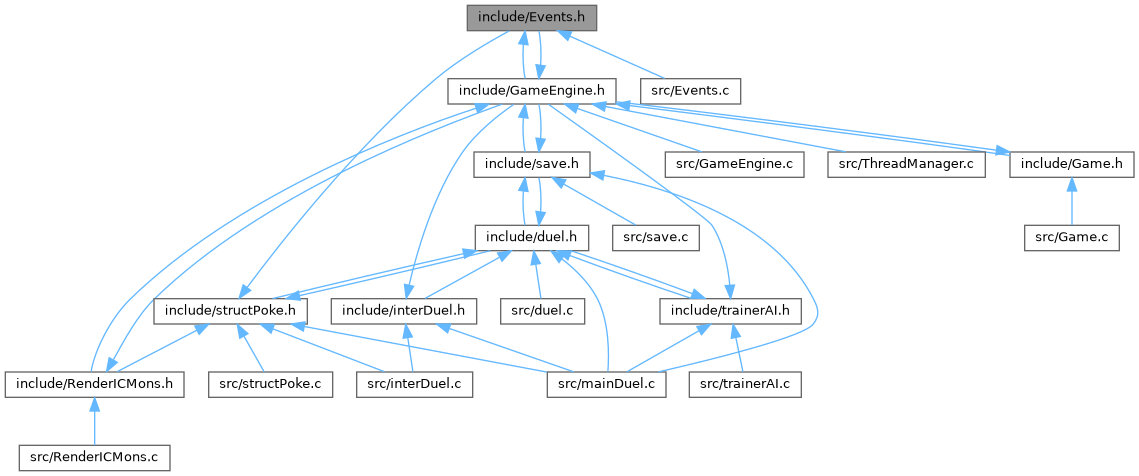 include/Events.h
include/GameEngine.h
src/Events.c
include/save.h
src/GameEngine.c
src/ThreadManager.c
include/Game.h
include/duel.h
src/save.c
src/Game.c
include/structPoke.h
include/interDuel.h
src/duel.c
include/trainerAI.h
include/RenderICMons.h
src/structPoke.c
src/interDuel.c
src/mainDuel.c
src/trainerAI.c
src/RenderICMons.c